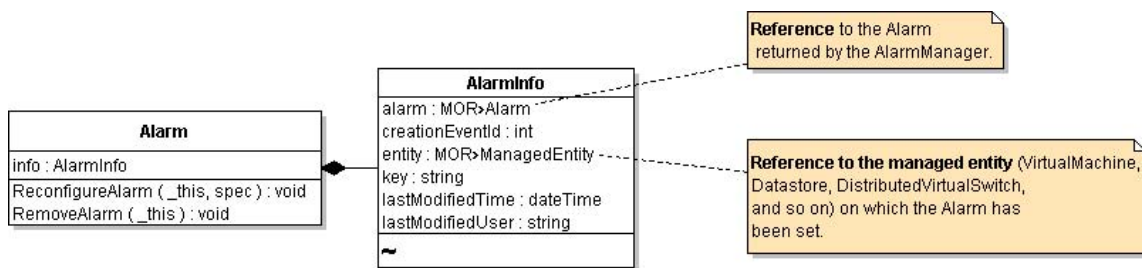 Alarm
info : AlarmInfo
ReconfigureAlarm ( _this, spec ) : void
RemoveAlarm ( _this ) : void
AlarmInfo
alarm : MOR>Alarm
creationEventId : int
entity : MOR>ManagedEntity
key : string
lastModifiedTime : dateTime
lastModifiedUser : string
~
Reference to the Alarm
returned by the AlarmManager.
Reference to the managed entity (VirtualMachine,
Datastore, DistributedVirtualSwitch,
and so on) on which the Alarm has
been set.